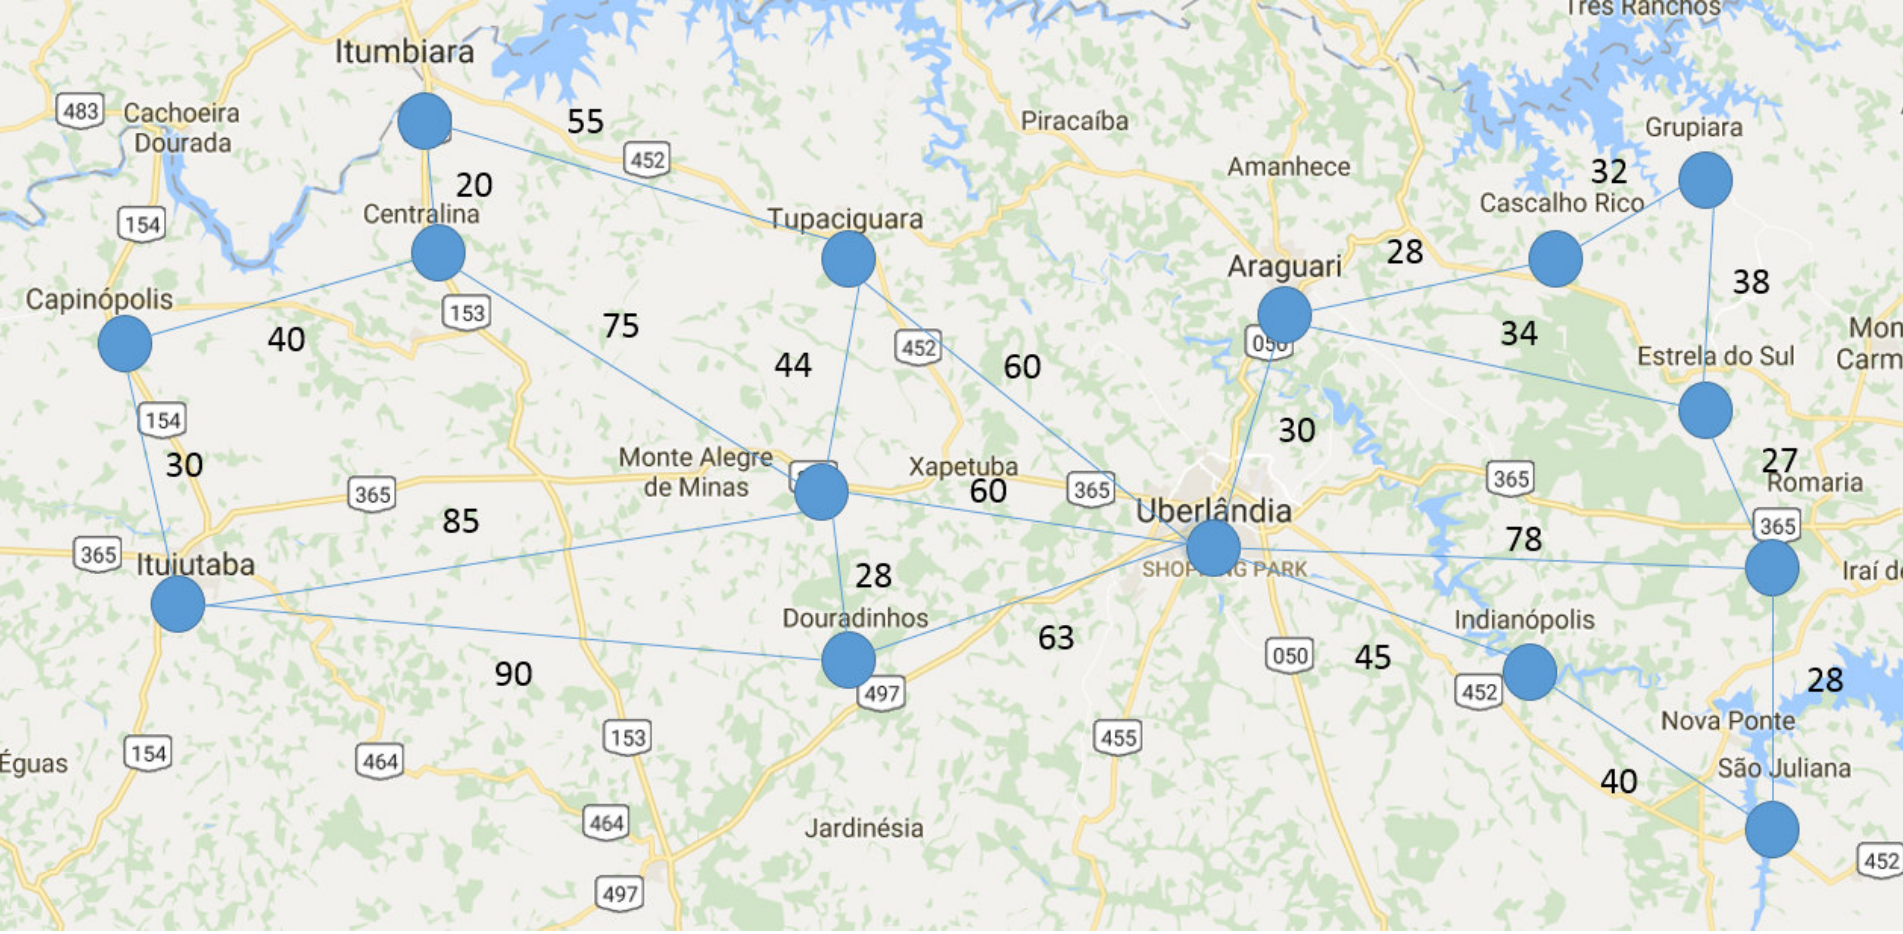 Três Ranchos
Itumbiara
483
Cachoeira
Dourada
55
452
Piracaíba
Amanhece
Grupiara
32
Cascalho Rico
20
Centralina
154
Tupaciguara
28
Araguari
38
Capinópolis
153
40
75
44
452
60
050
34
Mon
Carm
Estrela do Sul
154
30
30
Monte Alegre
de Minas
Xapetuba
60
365
365
365
27
Romaria
85
Uberlândia
78
365
365
Ituiutaba
SHOPPING PARK
Iraí d
28
Douradinhos
Indianópolis
63
050
45
90
497
452
28
Nova Ponte
153
455
154
464
Éguas
São Juliana
40
464
Jardinésia
452
497